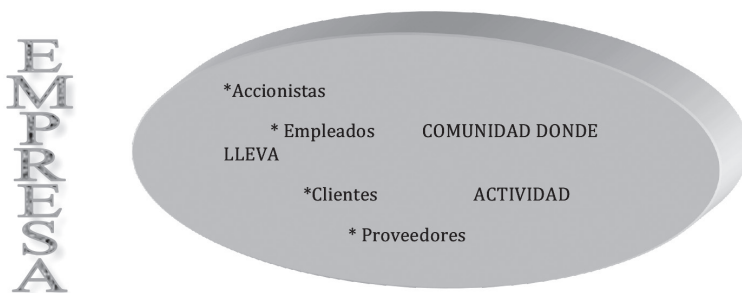 EMPRESA
*Accionistas
* Empleados COMUNIDAD DONDE
LLEVA
*Clientes ACTIVIDAD
* Proveedores